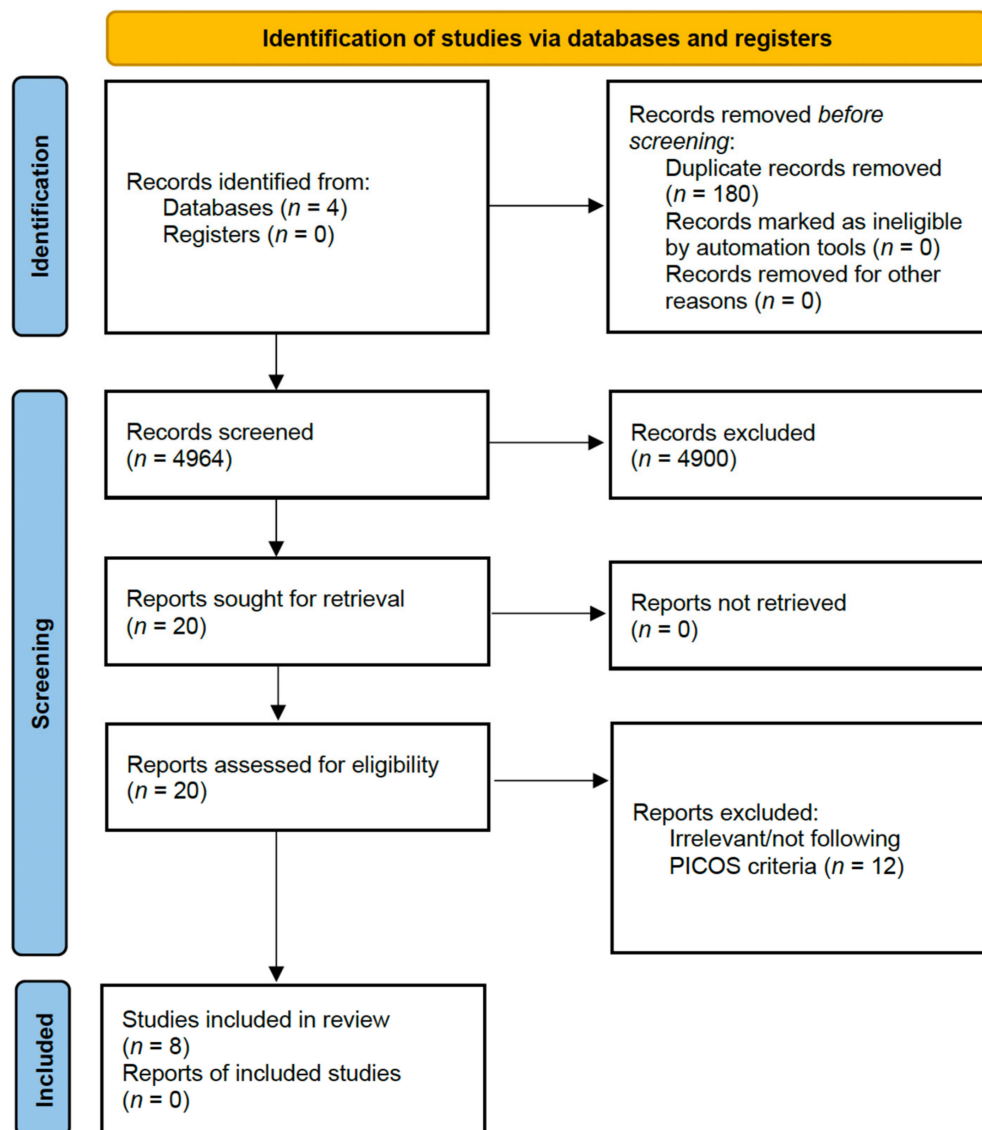 Identification of studies via databases and registers
Identification
Records identified from:
Databases (n = 4)
Registers (n = 0)
Records removed before
screening:
Duplicate records removed
(n = 180)
Records marked as ineligible
by automation tools (n = 0)
Records removed for other
reasons (n = 0)
Screening
Records screened
(n = 4964)
Records excluded
(n = 4900)
Reports sought for retrieval
(n = 20)
Reports not retrieved
(n = 0)
Reports assessed for eligibility
(n = 20)
Reports excluded:
Irrelevant/not following
PICOS criteria (n = 12)
Included
Studies included in review
(n = 8)
Reports of included studies
(n = 0)